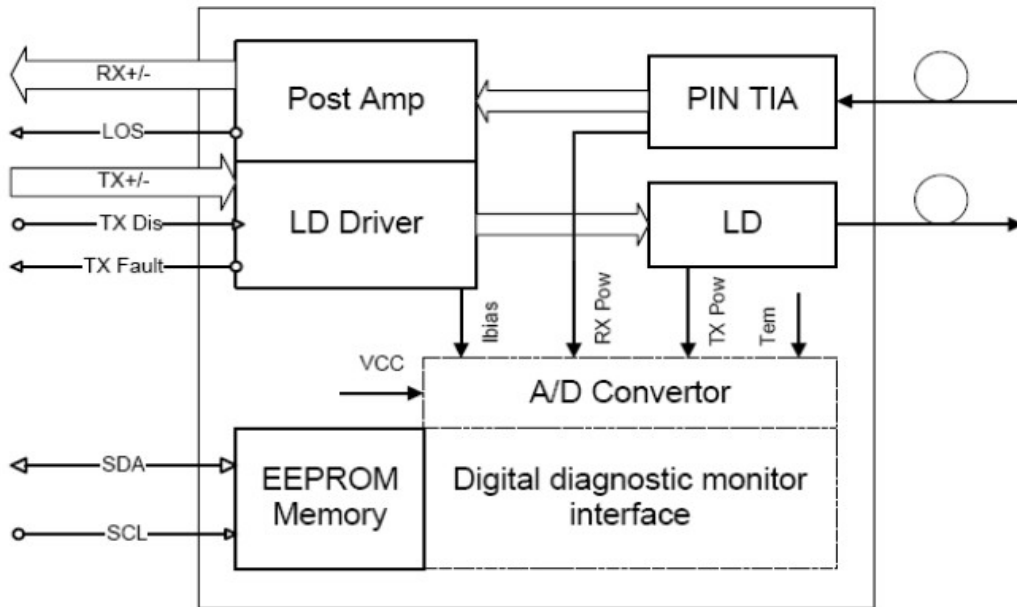 RX+/-
Post Amp
PIN TIA
LOS
TX+/-
TX Dis
LD Driver
LD
TX Fault
Ibias
RX Pow
TX Pow
Tem
VCC
A/D Convertor
SDA
EEPROM
Memory
Digital diagnostic monitor
interface
SCL